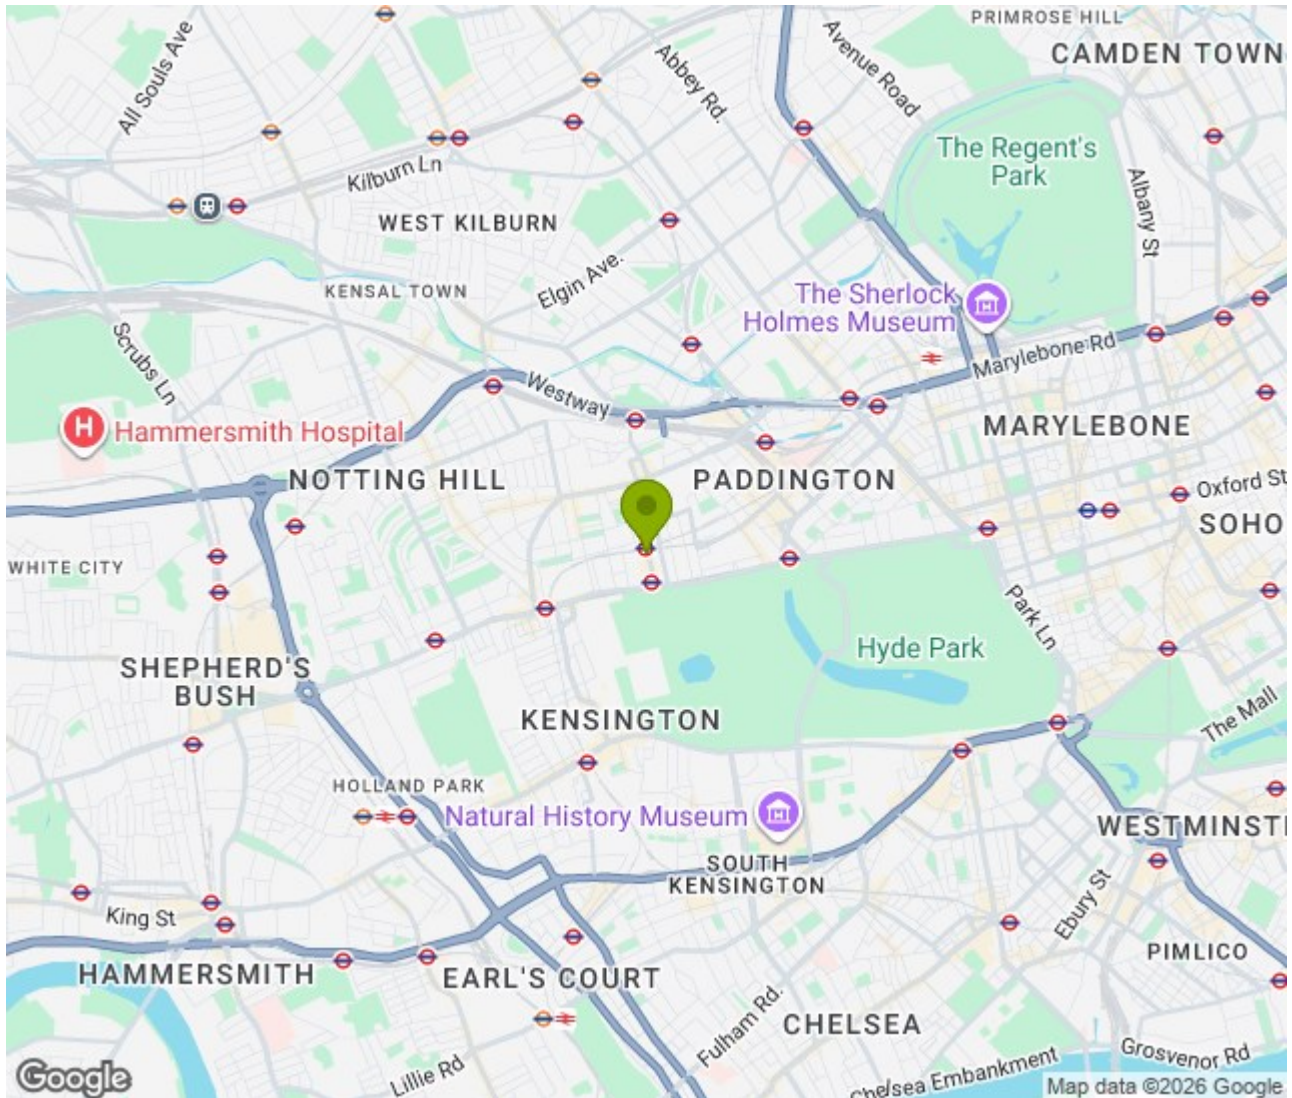 PRIMROSE HILL
CAMDEN TOWN
All Souls Ave
Abbey Rd.
Avenue Road
The Regent's
Park
Kilburn Ln
Albany St
WEST KILBURN
Elgin Ave.
KENSAL TOWN
The Sherlock
Holmes Museum
Scrubs Ln
Marylebone Rd
Westway
H
Hammersmith Hospital
MARYLEBONE
NOTTING HILL
PADDINGTON
Oxford St
SOHO
WHITE CITY
Park Ln
Hyde Park
SHEPHERD'S
BUSH
KENSINGTON
The Mall
HOLLAND PARK
Natural History Museum
WESTMINST
SOUTH
KENSINGTON
King St
Ebury St
PIMLICO
HAMMERSMITH
EARL'S COURT
Fulham Rd.
CHELSEA
Lillie Rd
Chelsea Embankment
Grosvenor Rd
Google
Map data ©2026 Google